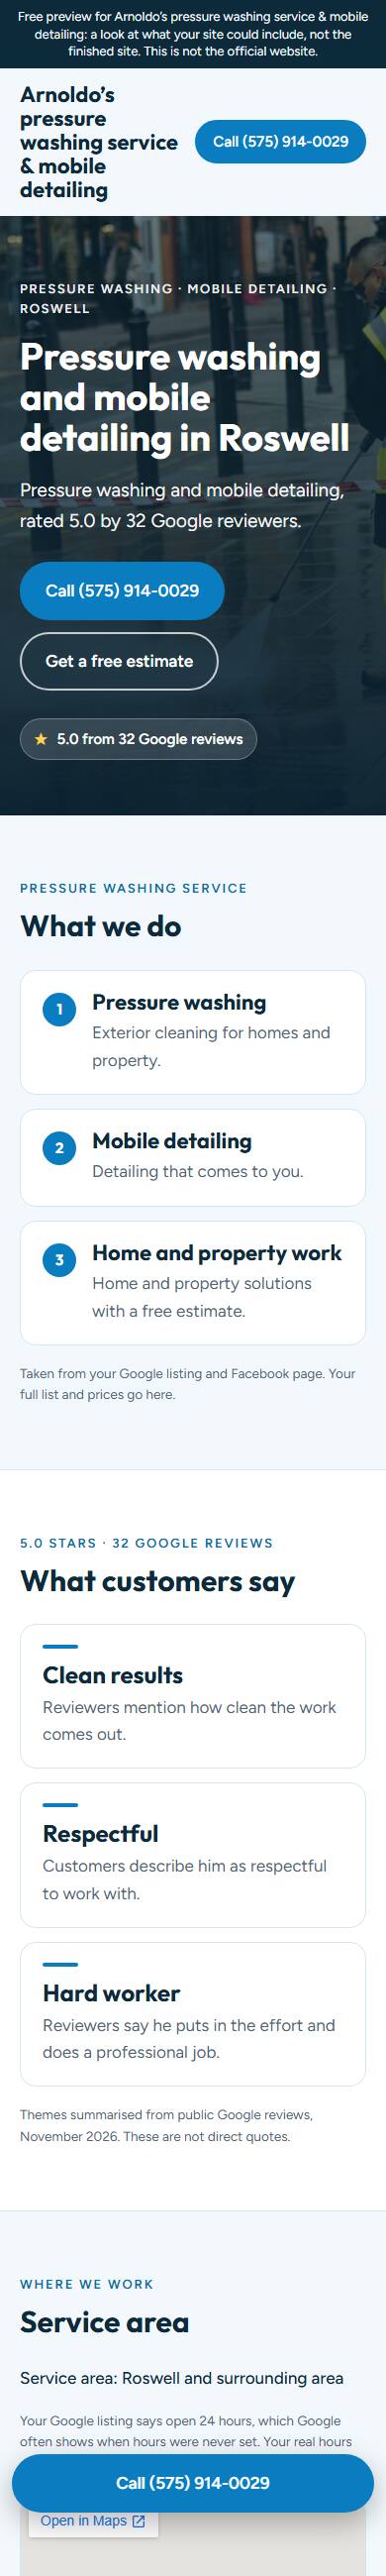 Free preview for Arnoldo’s pressure washing service & mobile
detailing: a look at what your site could include, not the
finished site. This is not the official website.
Arnoldo’s
pressure
washing service
& mobile
detailing
Call (575) 914-0029
PRESSURE WASHING · MOBILE DETAILING ·
ROSWELL
Pressure washing
and mobile
detailing in Roswell
Pressure washing and mobile detailing,
rated 5.0 by 32 Google reviewers.
Call (575) 914-0029
Get a free estimate
★ 5.0 from 32 Google reviews
PRESSURE WASHING SERVICE
What we do
1
Pressure washing
Exterior cleaning for homes and
property.
2
Mobile detailing
Detailing that comes to you.
3
Home and property work
Home and property solutions
with a free estimate.
Taken from your Google listing and Facebook page. Your
full list and prices go here.
5.0 STARS · 32 GOOGLE REVIEWS
What customers say
Clean results
Reviewers mention how clean the work
comes out.
Respectful
Customers describe him as respectful
to work with.
Hard worker
Reviewers say he puts in the effort and
does a professional job.
Themes summarised from public Google reviews,
November 2026. These are not direct quotes.
WHERE WE WORK
Service area
Service area: Roswell and surrounding area
Your Google listing says open 24 hours, which Google
often shows when hours were never set. Your real hours
Call (575) 914-0029
Open in Maps